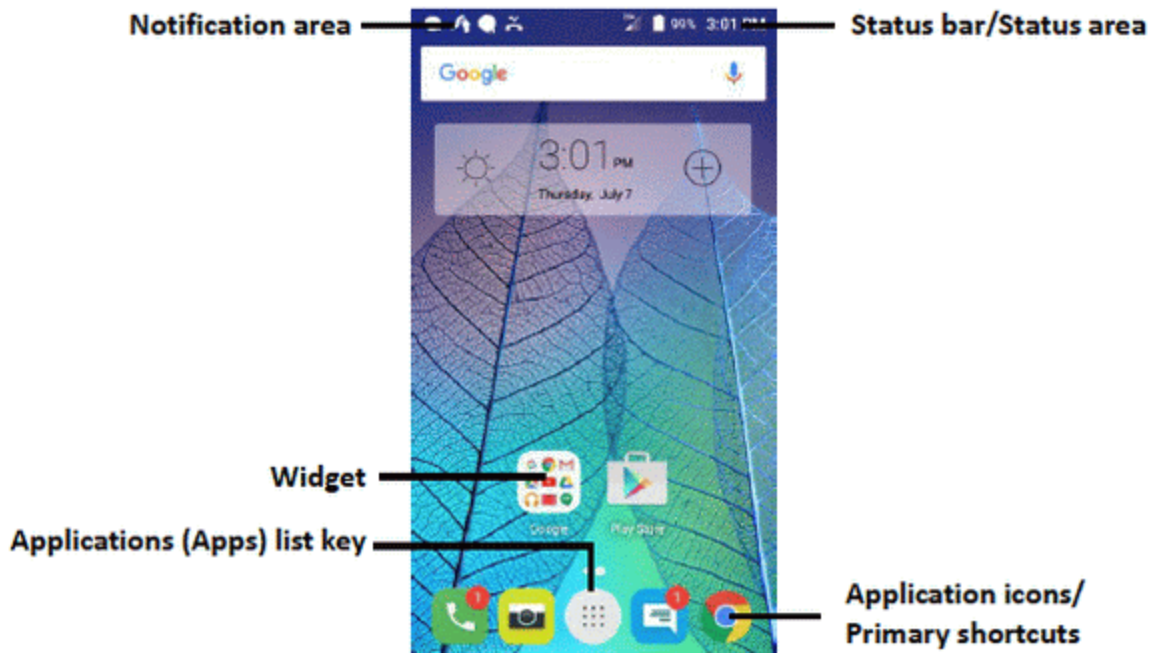 Notification area
99% 3:01 PM
Status bar/Status area
Google
3:01 PM
Thursday, July 7
Widget
Google
Play Store
Applications (Apps) list key
1
1
Application icons/
Primary shortcuts